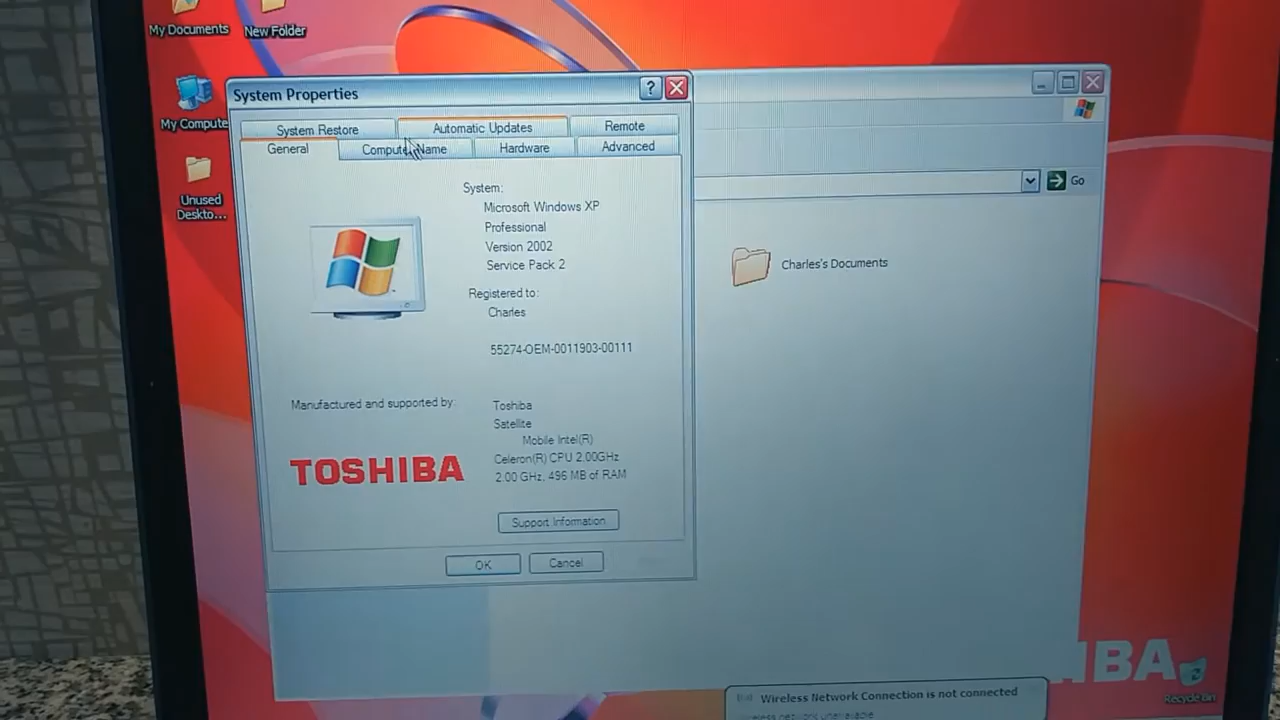 My Documents
New Folder
My Compute
Unused
Deskto...
System Properties
?
System Restore
Automatic Updates
Remote
General
Compute Name
Hardware
Advanced
System:
Microsoft Windows XP
Professional
Version 2002
Service Pack 2
Registered to:
Charles
55274-OEM-0011903-00111
Manufactured and supported by:
Toshiba
Satellite
Mobile Intel(R)
Celeron(R) CPU 2.00GHz
2.00 GHz, 496 MB of RAM
TOSHIBA
Support Information
OK
Cancel
Go
Charles's Documents
HIBA
Recycle Bin
Wireless Network Connection is not connected